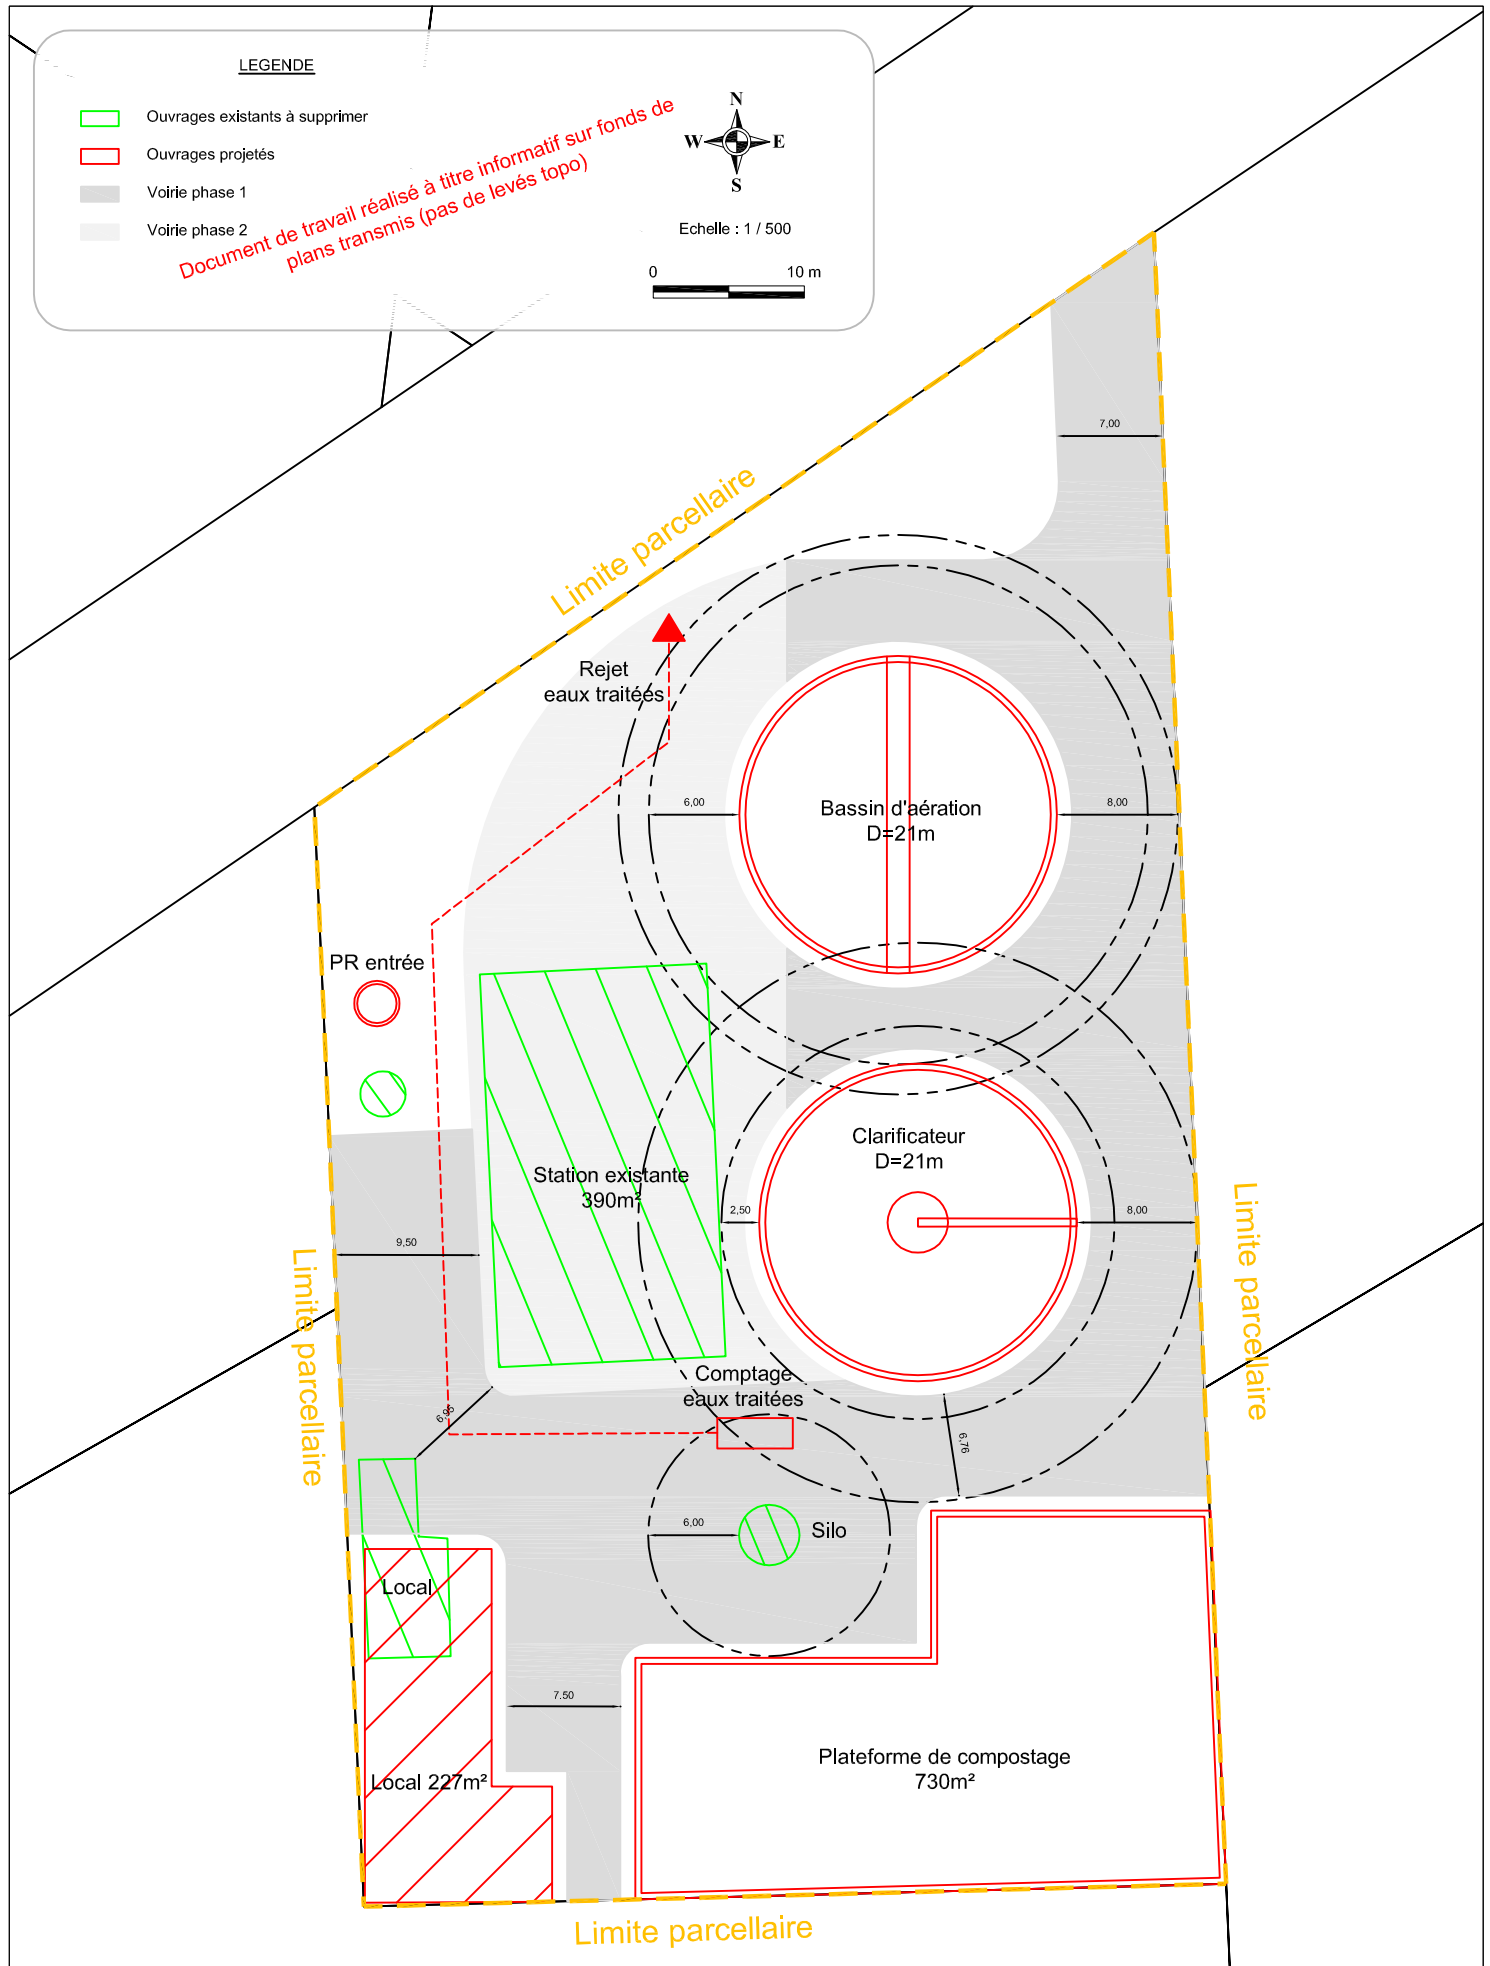 LEGENDE
Ouvrages existants à supprimer
Ouvrages projetés
Voirie phase 1
Voirie phase 2
Document de travail réalisé à titre informatif sur fonds de
plans transmis (pas de levés topo)
N
W
E
S
Echelle : 1 / 500
0
10 m
7,00
Limite parcellaire
Rejet
eaux traitées
6,00
Bassin d'aération
D=21m
8,00
PR entrée
Clarificateur
D=21m
Station existante
390m²
2,50
8,00
9,50
Limite parcellaire
Limite parcellaire
Comptage
eaux traitées
6,95
6,76
6,00
Silo
Local
7.50
Local 227m²
Plateforme de compostage
730m²
Limite parcellaire